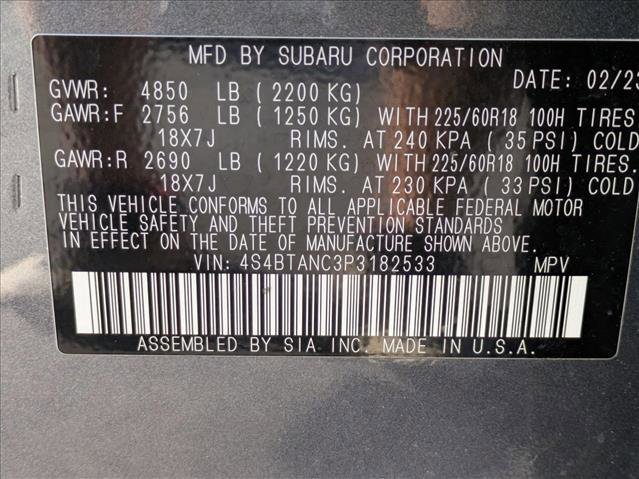 MFD BY SUBARU CORPORATION
DATE: 02/23
GVWR: 4850 LB (2200 KG)
GAWR:F 2756 LB (1250 KG) WITH 225/60R18 100H TIRES
18X7J RIMS. AT 240 KPA (35 PSI) COLD
GAWR:R 2690 LB (1220 KG) WITH 225/60R18 100H TIRES.
18X7J RIMS. AT 230 KPA (33 PSI) COLD
THIS VEHICLE CONFORMS TO ALL APPLICABLE FEDERAL MOTOR
VEHICLE SAFETY AND THEFT PREVENTION STANDARDS
IN EFFECT ON THE DATE OF MANUFACTURE SHOWN ABOVE.
VIN: 4S4BTANC3P3182533 MPV
ASSEMBLED BY SIA INC. MADE IN U.S.A.